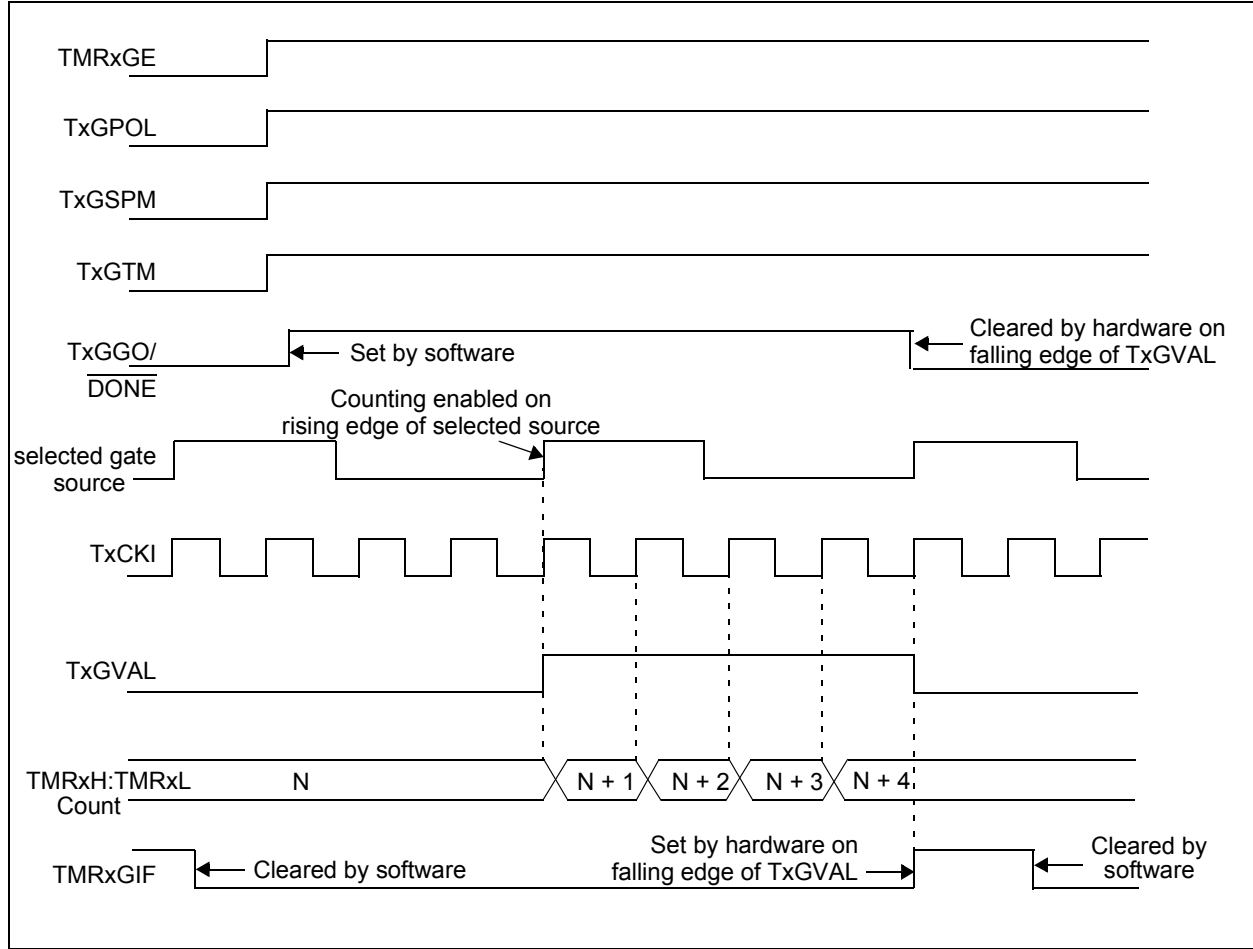 TMRxGE
TxGPOL
TxGSPM
TxGTM
TxGGO/
DONE
Set by software
Cleared by hardware on
falling edge of TxGVAL
Counting enabled on
rising edge of selected source
selected gate
source
TxCKI
TxGVAL
TMRxH:TMRxL
Count
N
N + 1
N + 2
N + 3
N + 4
TMRxGIF
Cleared by software
Set by hardware on
falling edge of TxGVAL
Cleared by
software